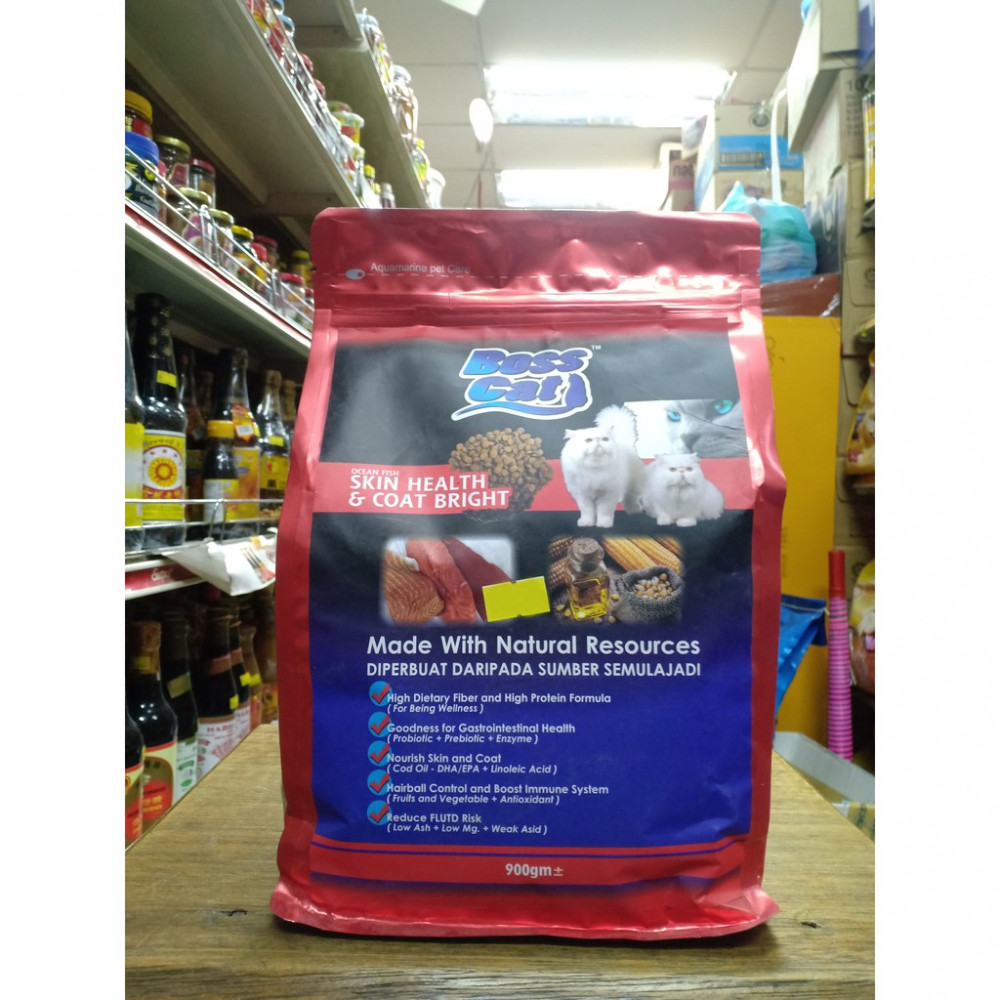 Aquamarine pet Care
Boss
Cat
TM
OCEAN FISH
SKIN HEALTH
& COAT BRIGHT
Made With Natural Resources
DIPERBUAT DARIPADA SUMBER SEMULAJADI
High Dietary Fiber and High Protein Formula
( For Being Wellness )
Goodness for Gastrointestinal Health
( Probiotic + Prebiotic + Enzyme )
Nourish Skin and Coat
( Cod Oil - DHA/EPA + Linoleic Acid )
Hairball Control and Boost Immune System
( Fruits and Vegetable + Antioxidant )
Reduce FLUTD Risk
( Low Ash + Low Mg. + Weak Asid )
900gm±